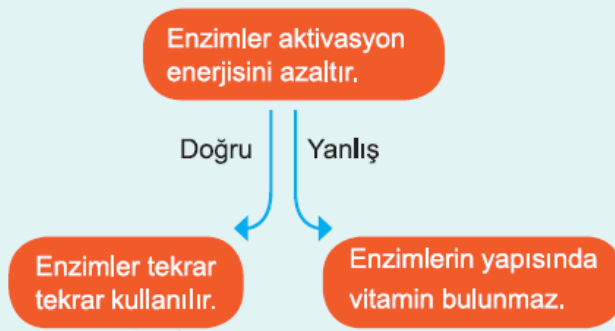 Enzimler aktivasyon
enerjisini azaltır.
Doğru
Yanlış
Enzimler tekrar
tekrar kullanılır.
Enzimlerin yapısında
vitamin bulunmaz.